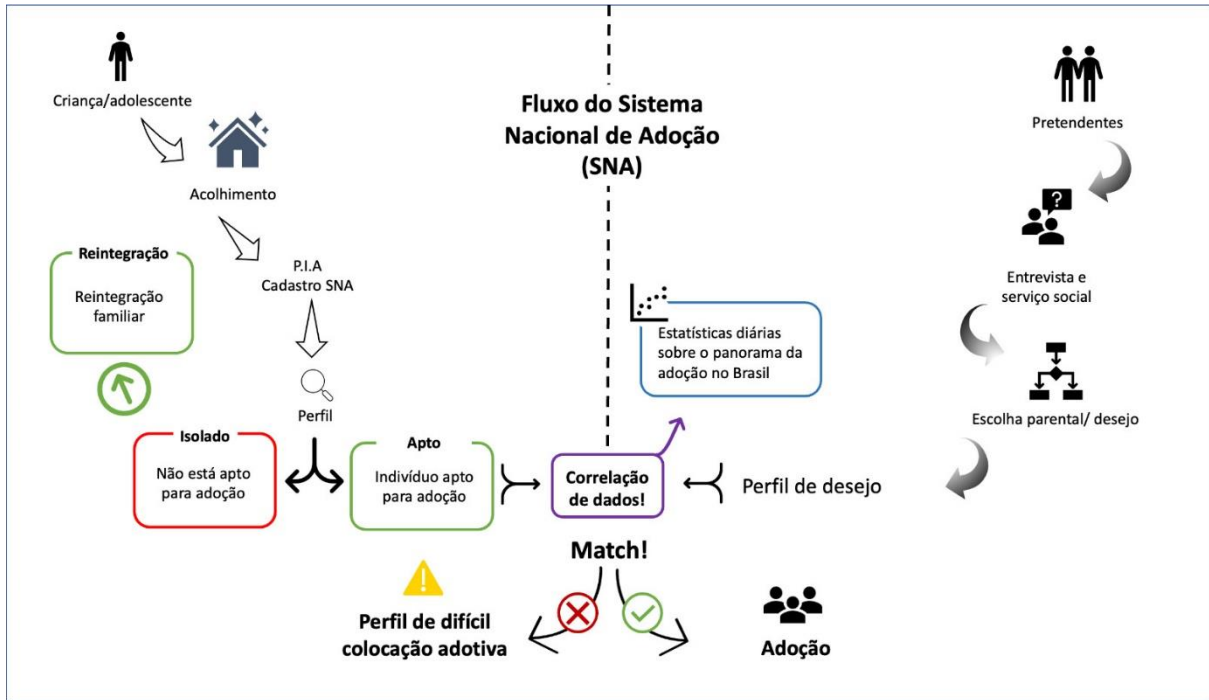 Criança/adolescente
Acolhimento
P.I.A
Cadastro SNA
Perfil
Reintegração
Reintegração
familiar
Isolado
Não está apto
para adoção
Apto
Indivíduo apto
para adoção
Fluxo do Sistema
Nacional de Adoção
(SNA)
Estatísticas diárias
sobre o panorama da
adoção no Brasil
Correlação
de dados!
Pretendentes
?
Entrevista e
serviço social
Escolha parental/ desejo
Perfil de desejo
Match!
Perfil de difícil
colocação adotiva
Adoção